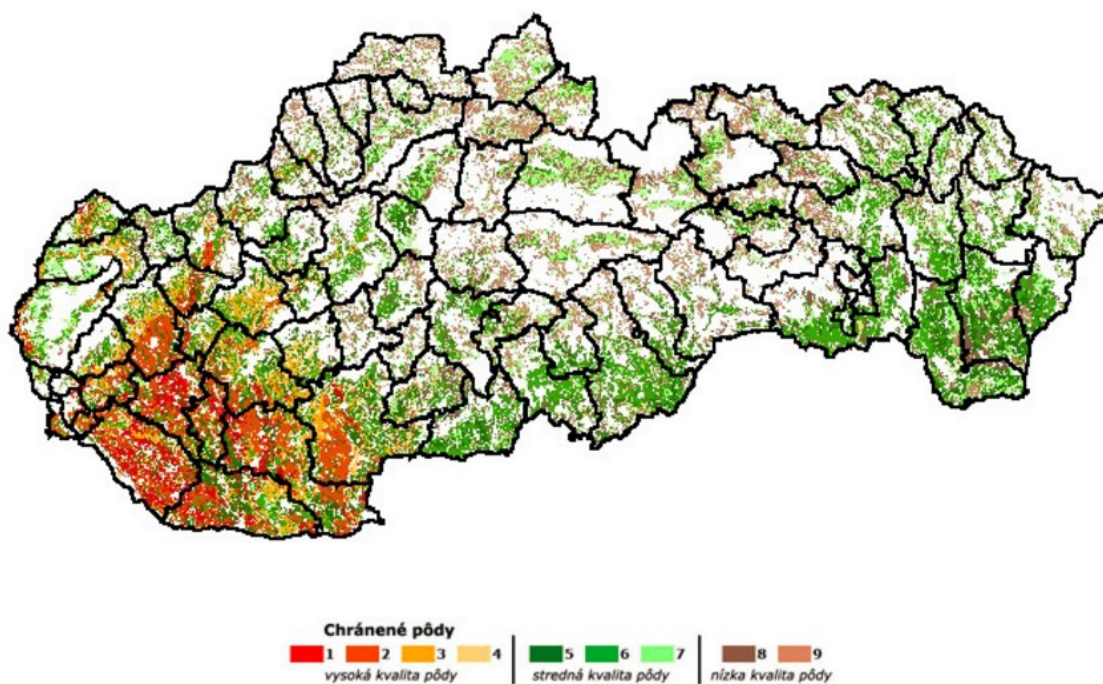 Chránené pôdy
1 2 3 4 5 6 7 8 9
vysoká kvalita pôdy stredná kvalita pôdy nízka kvalita pôdy